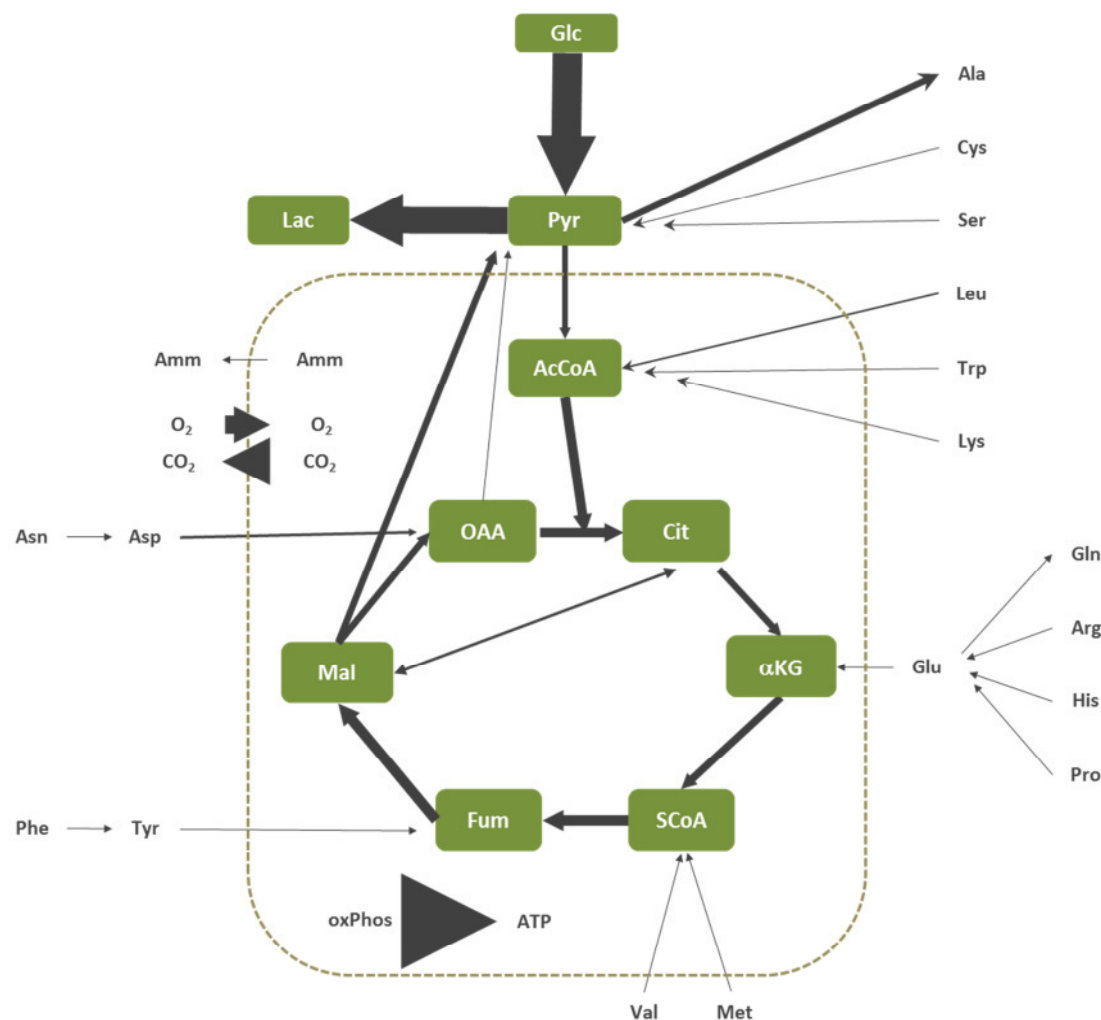 Glc
Ala
Cys
Lac
Pyr
Ser
Leu
Amm
Amm
AcCoA
Trp
O₂
O₂
Lys
CO₂
CO₂
Asn
Asp
OAA
Cit
Gln
Arg
Mal
αKG
Glu
His
Pro
Phe
Tyr
Fum
SCoA
oxPhos
ATP
Val
Met